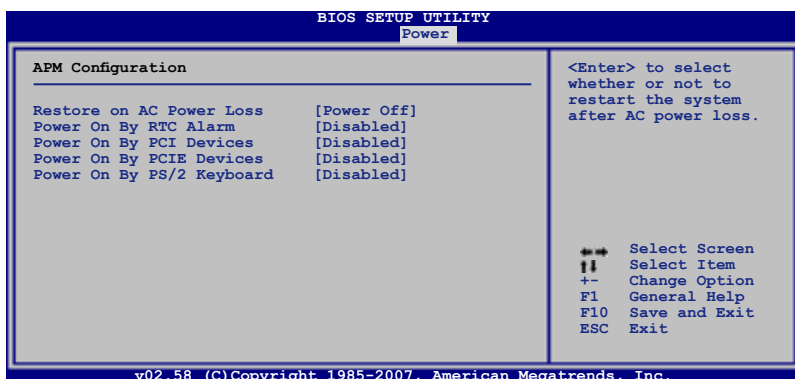 BIOS SETUP UTILITY
Power
APM Configuration
Restore on AC Power Loss [Power Off]
Power On By RTC Alarm [Disabled]
Power On By PCI Devices [Disabled]
Power On By PCIE Devices [Disabled]
Power On By PS/2 Keyboard [Disabled]
<Enter> to select
whether or not to
restart the system
after AC power loss.
Select Screen
Select Item
+- Change Option
F1 General Help
F10 Save and Exit
ESC Exit
v02.58 (C)Copyright 1985-2007, American Megatrends, Inc.